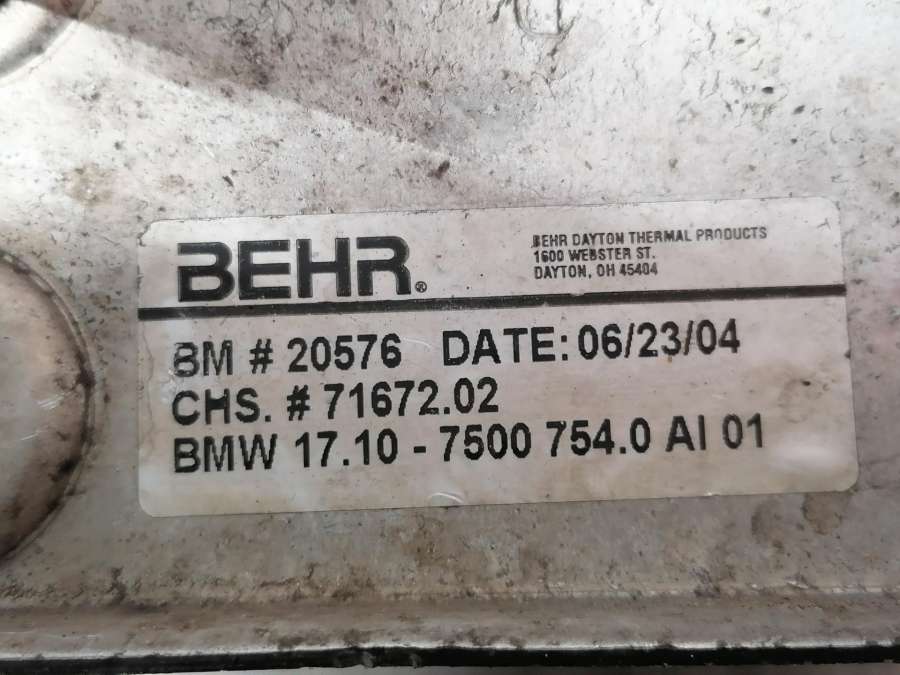 BEHR®
BEHR DAYTON THERMAL PRODUCTS
1600 WEBSTER ST.
DAYTON, OH 45404
BM # 20576 DATE: 06/23/04
CHS. # 71672.02
BMW 17.10 - 7500 754.0 AI 01